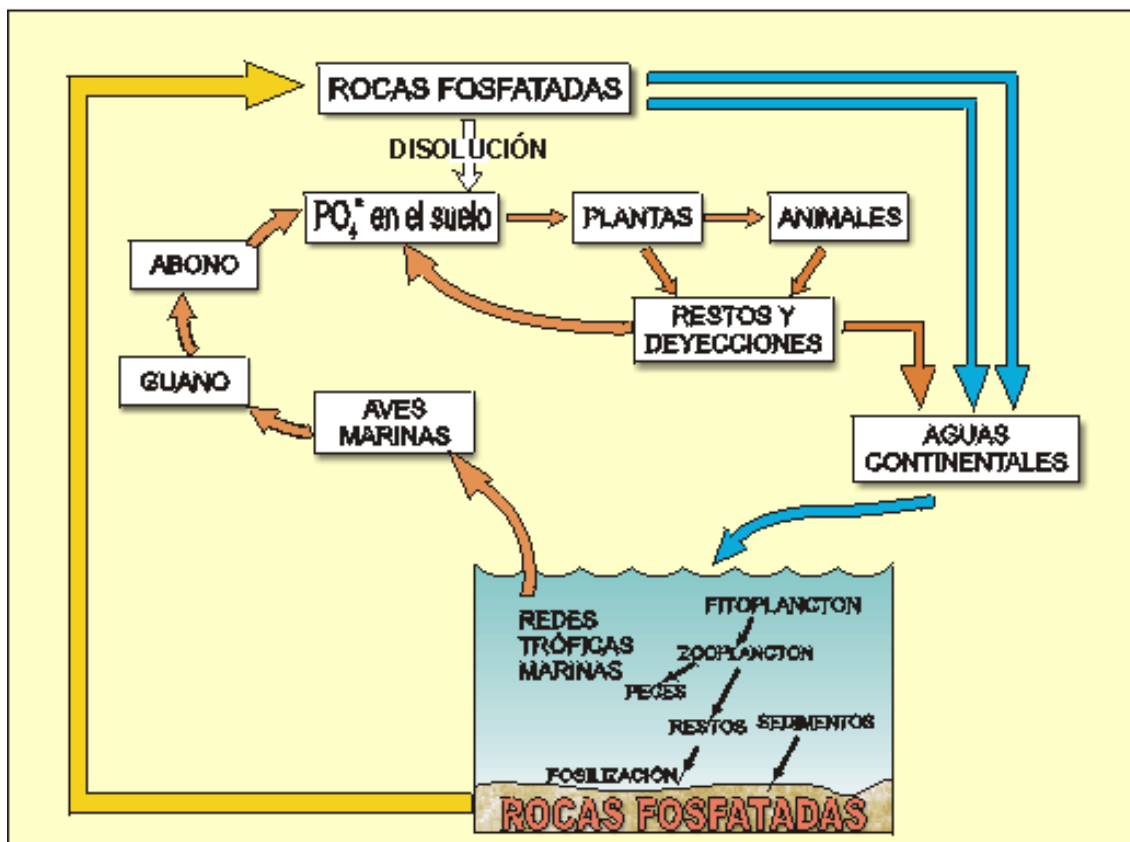 ROCAS FOSFATADAS
DISOLUCIÓN
PO₄⁼ en el suelo
PLANTAS
ANIMALES
ABONO
RESTOS Y
DEYECCIONES
GUANO
AVES
MARINAS
AGUAS
CONTINENTALES
REDES
TRÓFICAS
MARINAS
FITOPLANCTON
ZOOPLANCTON
PECES
RESTOS
SEDIMENTOS
FOSILIZACIÓN
ROCAS FOSFATADAS